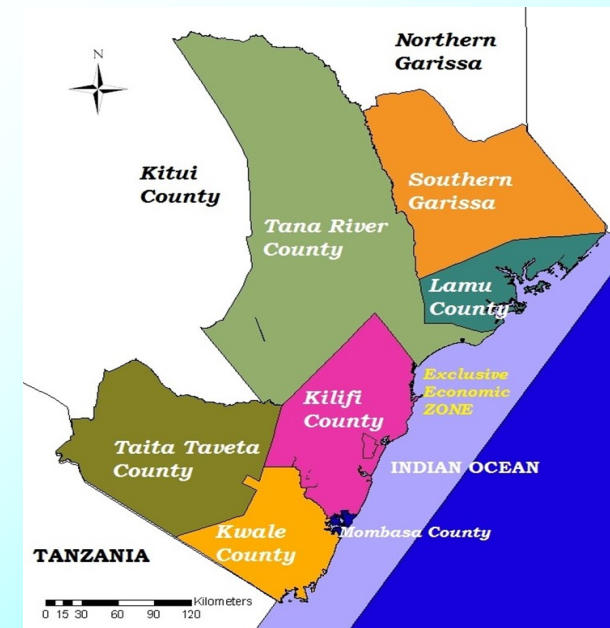 Northern
Garissa
N
Kitui
County
Southern
Garissa
Tana River
County
Lamu
County
Exclusive
Economic
ZONE
Kilifi
County
Taita Taveta
County
INDIAN OCEAN
Kwale
County
Mombasa County
TANZANIA
Kilometers
0 15 30 60 90 120